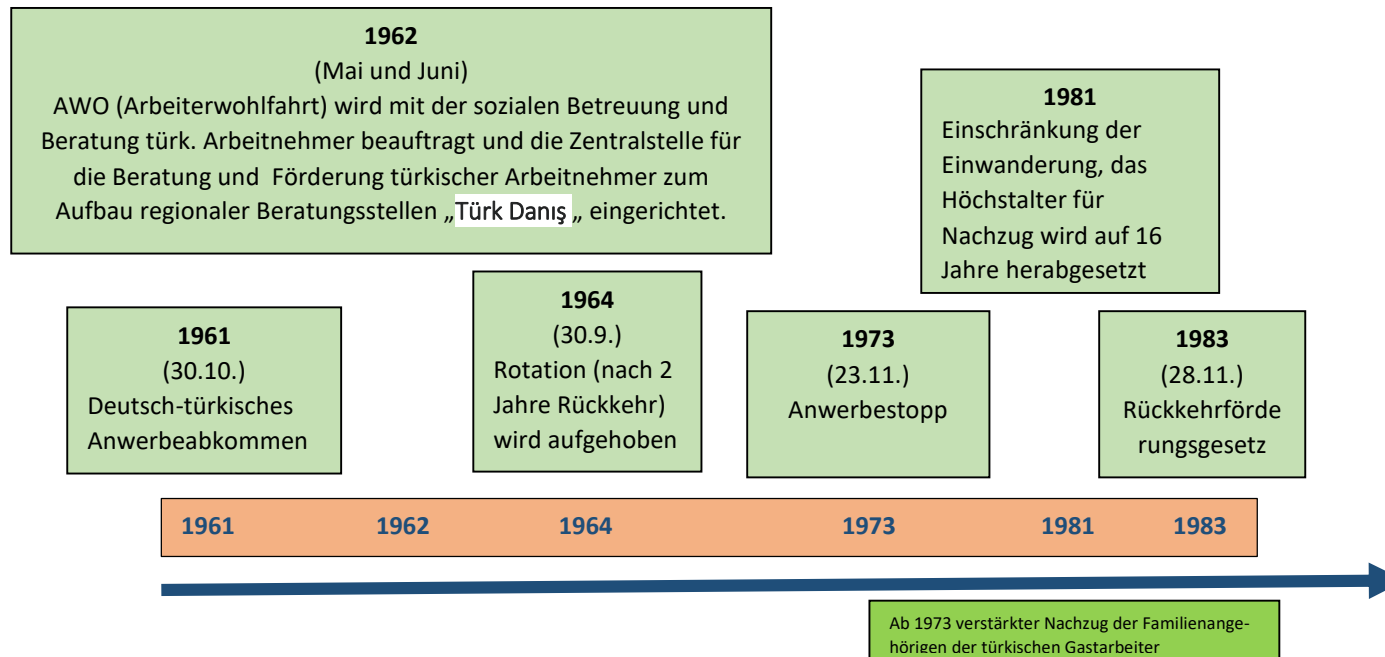 1962
(Mai und Juni)
AWO (Arbeiterwohlfahrt) wird mit der sozialen Betreuung und
Beratung türk. Arbeitnehmer beauftragt und die Zentralstelle für
die Beratung und Förderung türkischer Arbeitnehmer zum
Aufbau regionaler Beratungsstellen „Türk Danış „ eingerichtet.
1981
Einschränkung der
Einwanderung, das
Höchstalter für
Nachzug wird auf 16
Jahre herabgesetzt
1961
(30.10.)
Deutsch-türkisches
Anwerbeabkommen
1964
(30.9.)
Rotation (nach 2
Jahre Rückkehr)
wird aufgehoben
1973
(23.11.)
Anwerbestopp
1983
(28.11.)
Rückkehrförde
rungsgesetz
1961 1962 1964 1973 1981 1983
Ab 1973 verstärkter Nachzug der Familienange-
hörigen der türkischen Gastarbeiter